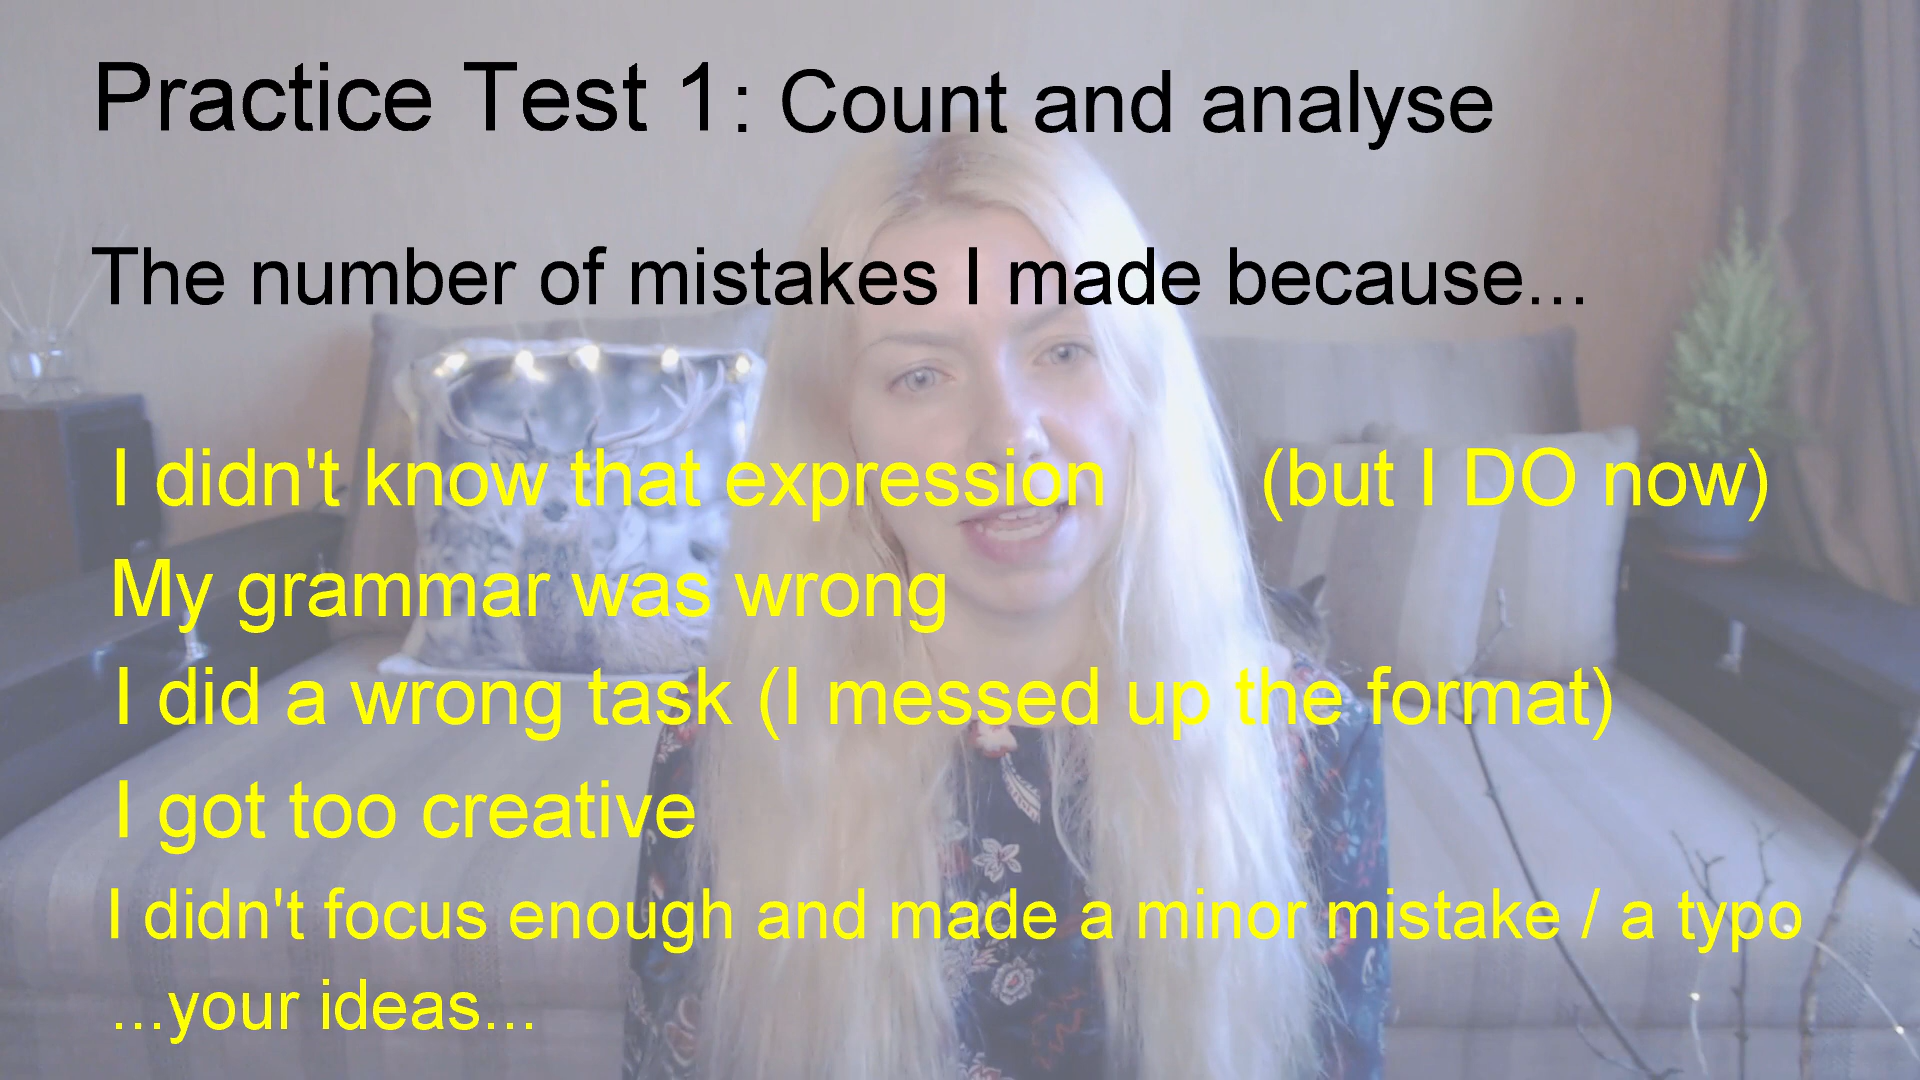 Practice Test 1: Count and analyse
The number of mistakes I made because...
I didn't know that expression (but I DO now)
My grammar was wrong
I did a wrong task (I messed up the format)
I got too creative
I didn't focus enough and made a minor mistake / a typo
...your ideas...